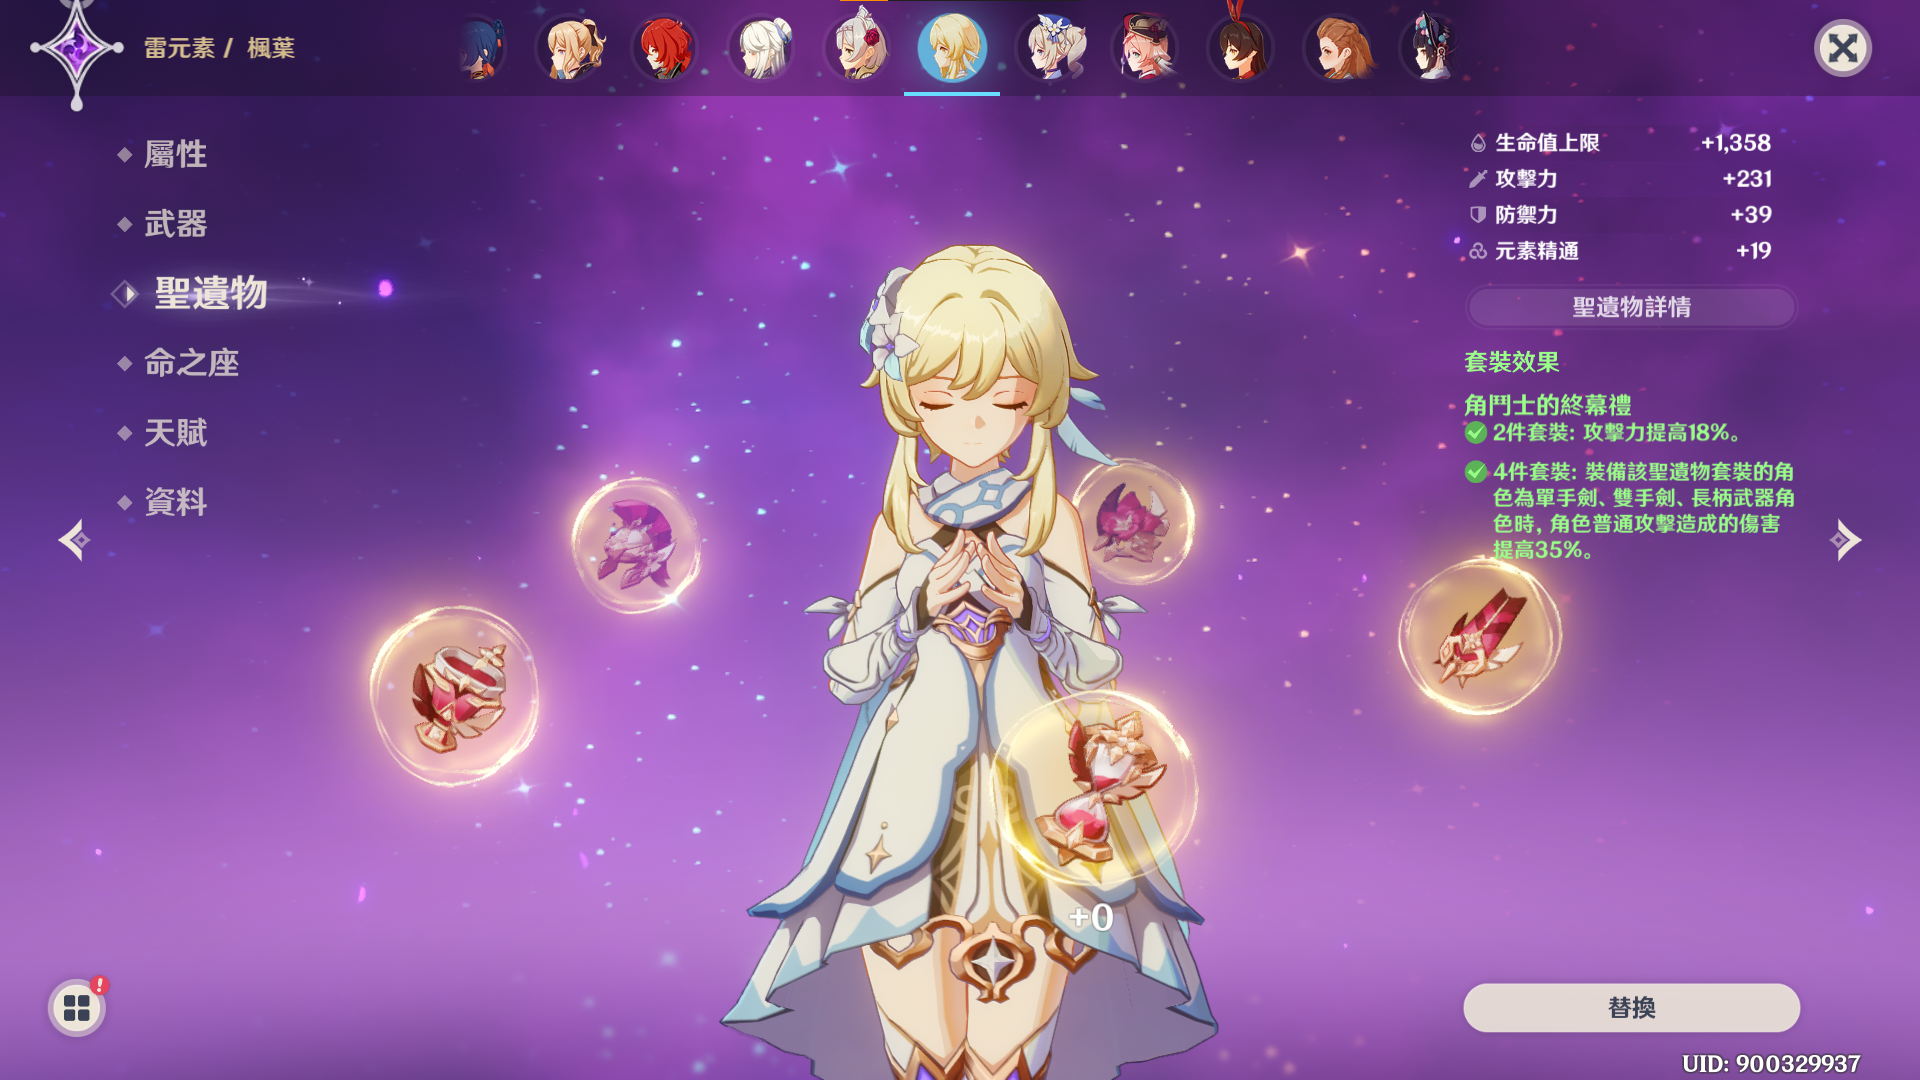 雷元素 / 楓葉
屬性
武器
聖遺物
命之座
天賦
資料
生命值上限 +1,358
攻擊力 +231
防禦力 +39
元素精通 +19
聖遺物詳情
套裝效果
角鬥士的終幕禮
2件套裝: 攻擊力提高18%。
4件套裝: 裝備該聖遺物套裝的角
色為單手劍、雙手劍、長柄武器角
色時, 角色普通攻擊造成的傷害
提高35%。
+0
替換
UID: 900329937